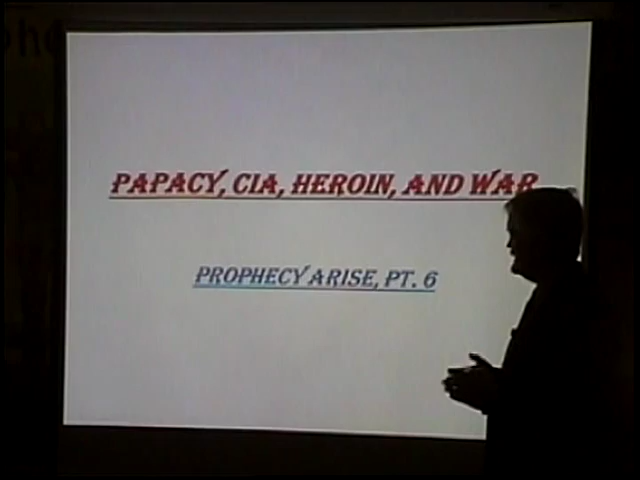 PAPACY, CIA, HEROIN, AND WAR
PROPHECY ARISE, PT. 6